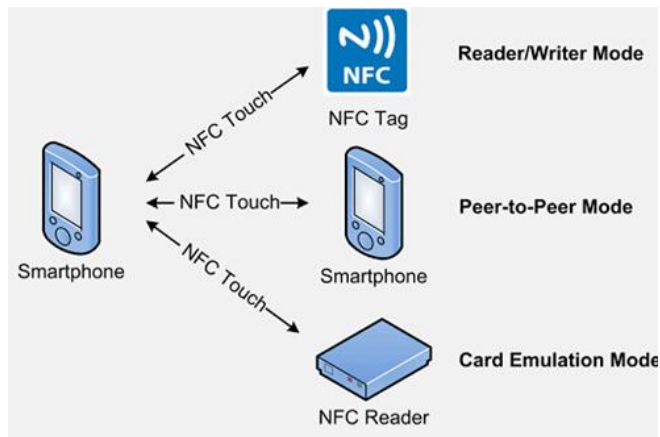 NFC
Reader/Writer Mode
NFC Tag
NFC Touch
NFC Touch
Peer-to-Peer Mode
Smartphone
Smartphone
NFC Touch
Card Emulation Mode
NFC Reader